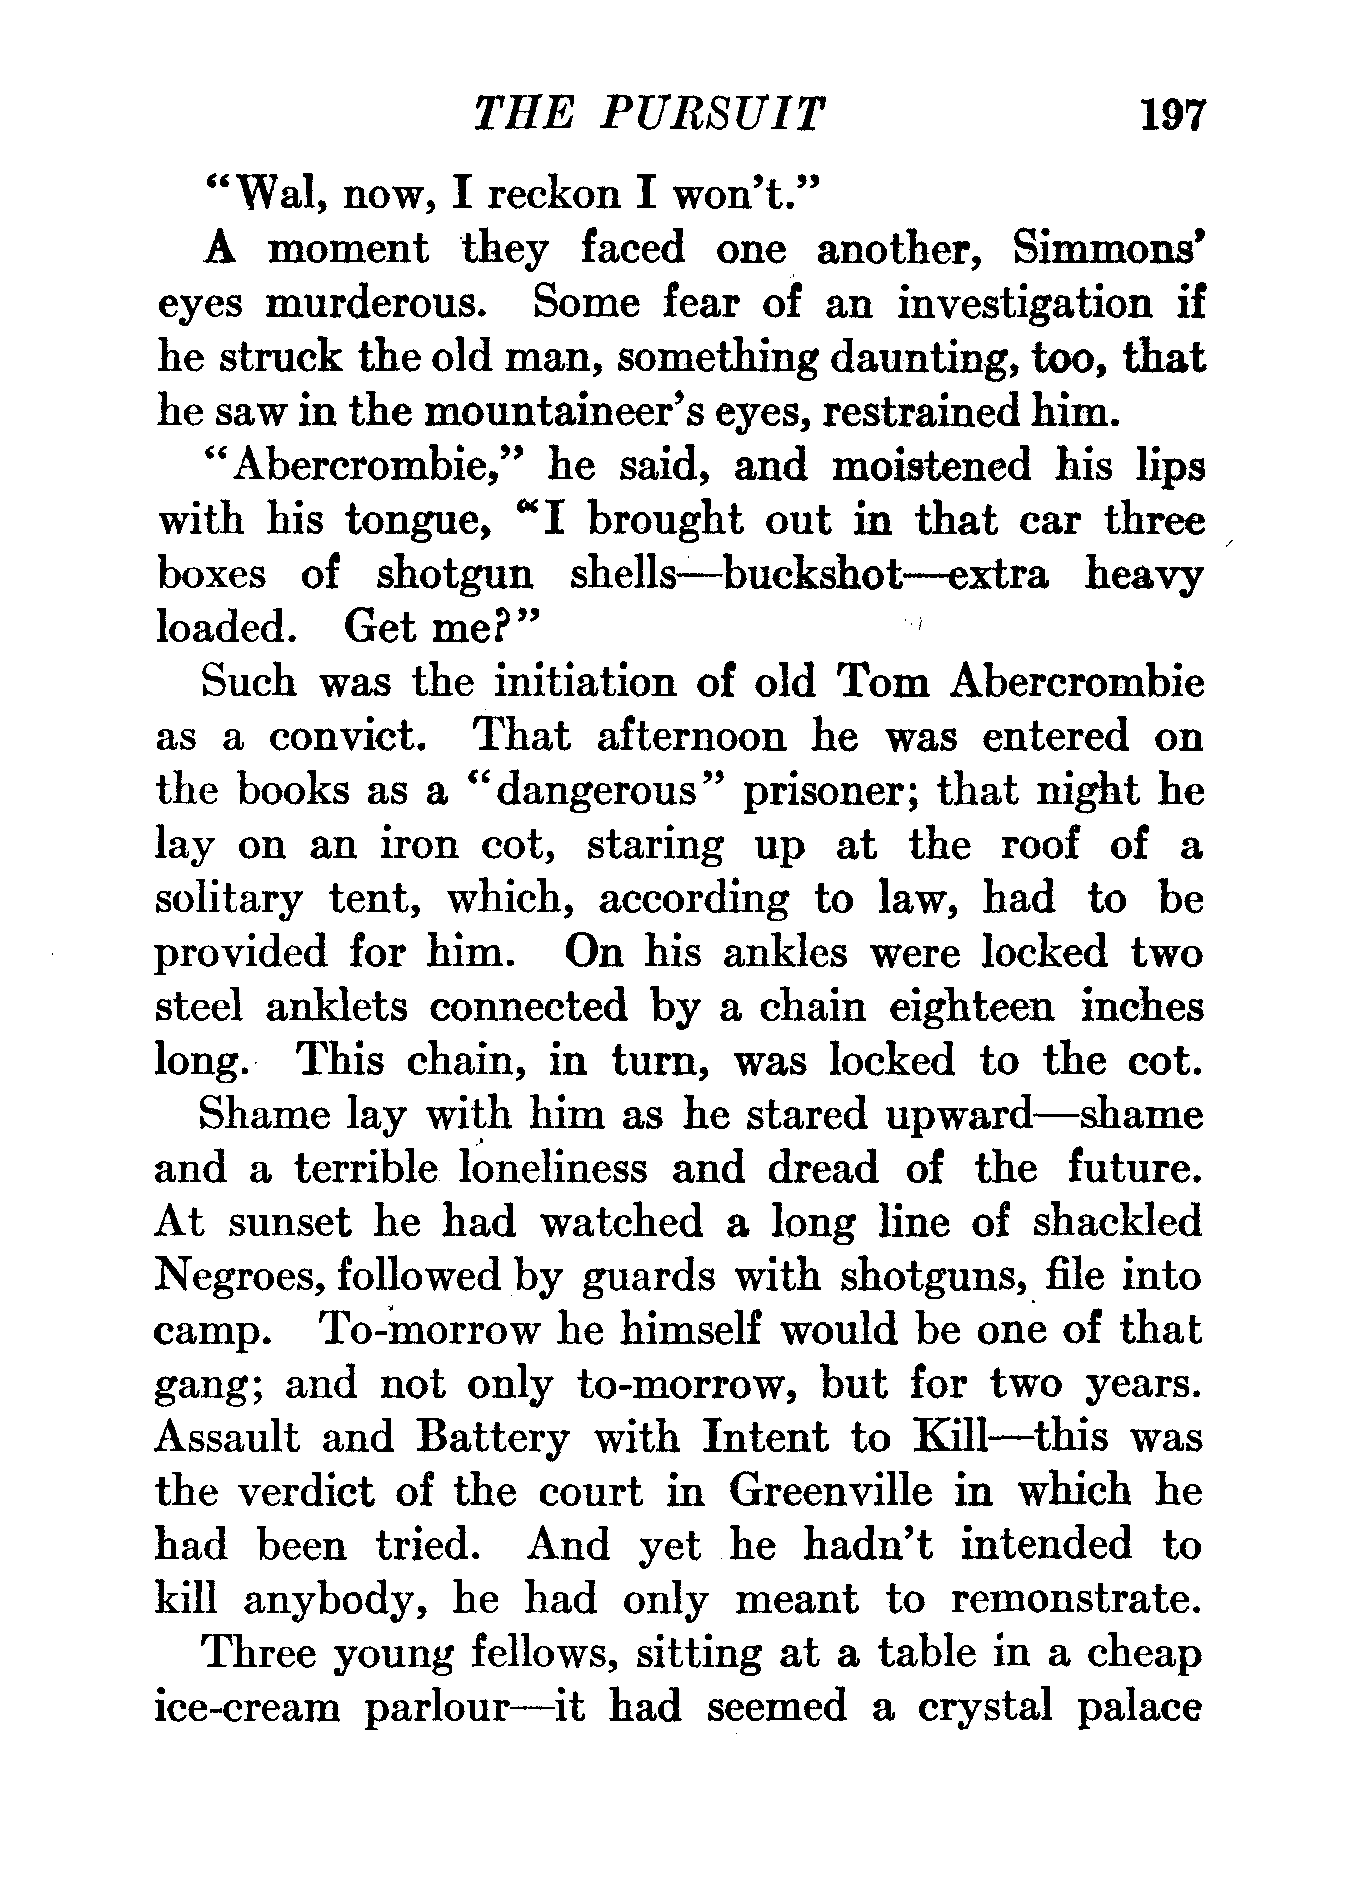 THE PURSUIT 197
"Wal, now, I reckon I won't."
A moment they faced one another, Simmons'
eyes murderous. Some fear of an investigation if
he struck the old man, something daunting, too, that
he saw in the mountaineer's eyes, restrained him.
"Abercrombie," he said, and moistened his lips
with his tongue, "I brought out in that car three
boxes of shotgun shells—buckshot—extra heavy
loaded. Get me?"
Such was the initiation of old Tom Abercrombie
as a convict. That afternoon he was entered on
the books as a "dangerous" prisoner; that night he
lay on an iron cot, staring up at the roof of a
solitary tent, which, according to law, had to be
provided for him. On his ankles were locked two
steel anklets connected by a chain eighteen inches
long. This chain, in turn, was locked to the cot.
Shame lay with him as he stared upward—shame
and a terrible loneliness and dread of the future.
At sunset he had watched a long line of shackled
Negroes, followed by guards with shotguns, file into
camp. To-morrow he himself would be one of that
gang; and not only to-morrow, but for two years.
Assault and Battery with Intent to Kill—this was
the verdict of the court in Greenville in which he
had been tried. And yet he hadn't intended to
kill anybody, he had only meant to remonstrate.
Three young fellows, sitting at a table in a cheap
ice-cream parlour—it had seemed a crystal palace